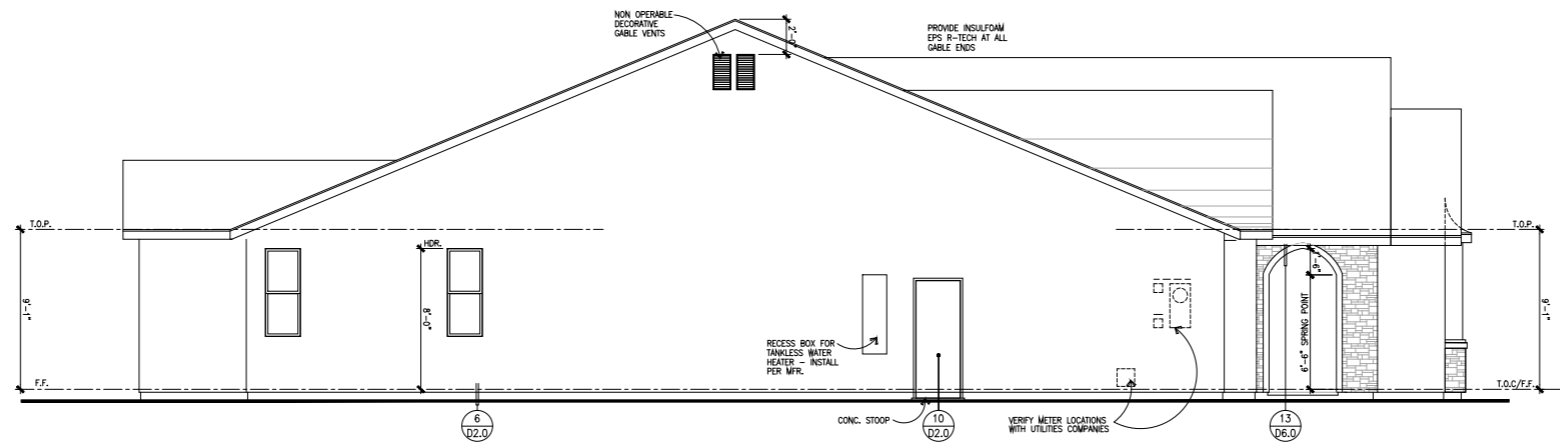 NON OPERABLE
DECORATIVE
GABLE VENTS
2'-0"
PROVIDE INSULFOAM
EPS R-TECH AT ALL
GABLE ENDS
T.O.P.
T.O.P.
HDR.
9'-1"
8'-0"
RECESS BOX FOR
TANKLESS WATER
HEATER - INSTALL
PER MFR.
6'-6" SPRING POINT
9'-1"
F.F.
T.O.C/F.F.
6
D2.0
CONC. STOOP
10
D2.0
VERIFY METER LOCATIONS
WITH UTILITIES COMPANIES
13
D6.0